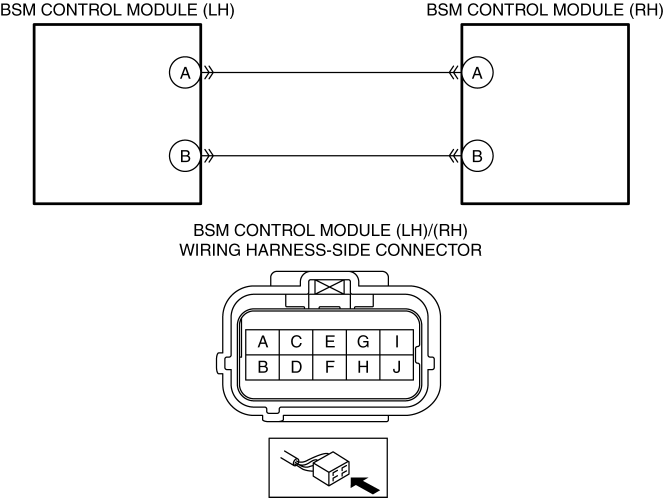 BSM CONTROL MODULE (LH) BSM CONTROL MODULE (RH)
A A
B B
BSM CONTROL MODULE (LH)/(RH)
WIRING HARNESS-SIDE CONNECTOR
A C E G I
B D F H J